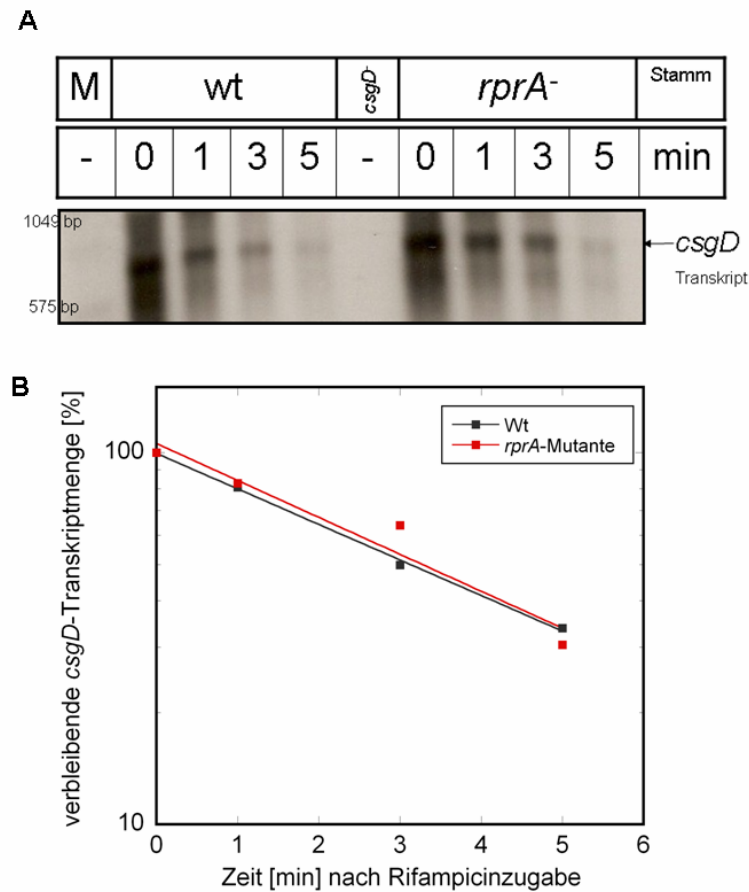 A
M wt csgD- rprA- Stamm
- 0 1 3 5 - 0 1 3 5 min
1049 bp
csgD
Transkript
575 bp
B
verbleibende csgD-Transkriptmenge [%]
100
10
Wt
rprA-Mutante
0 1 2 3 4 5 6
Zeit [min] nach Rifampicinzugabe